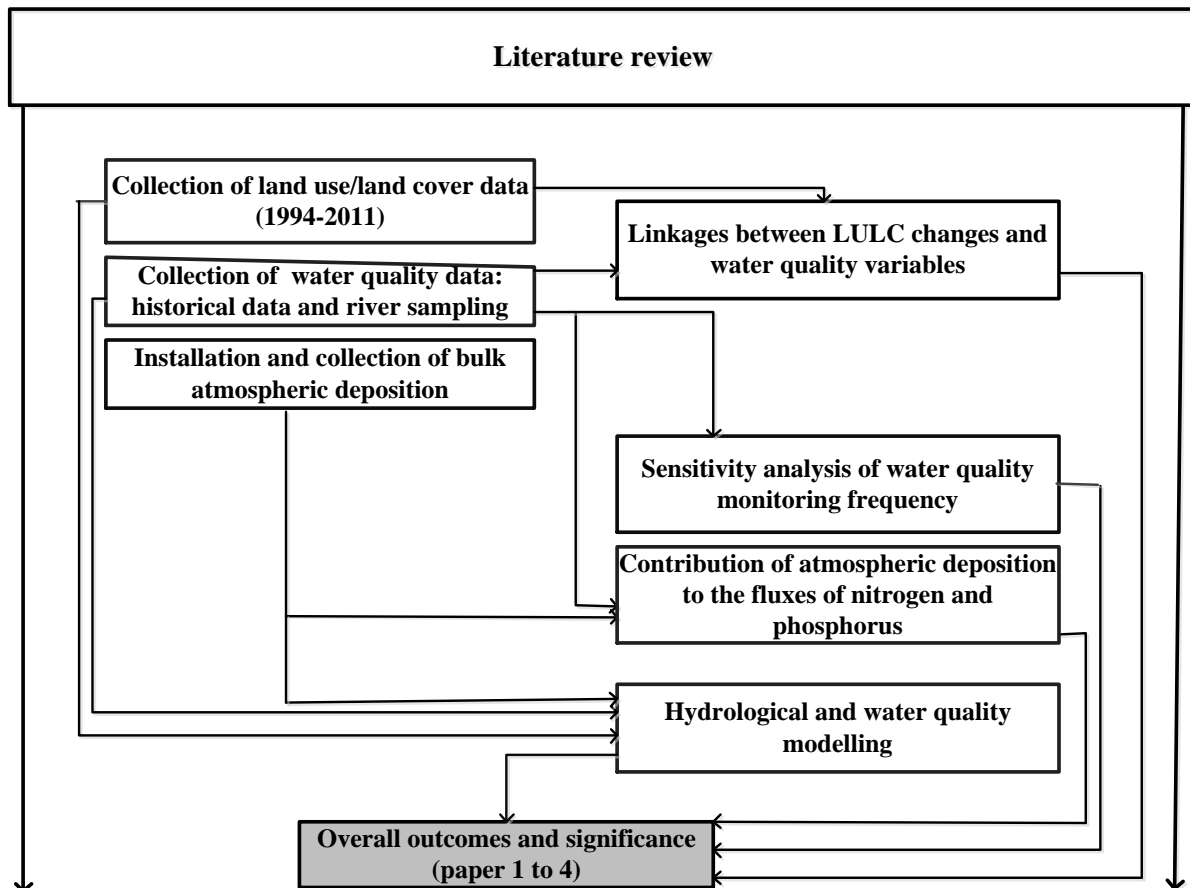 Literature review
Collection of land use/land cover data
(1994-2011)
Linkages between LULC changes and
water quality variables
Collection of  water quality data:
historical data and river sampling
Installation and collection of bulk
atmospheric deposition
Sensitivity analysis of water quality
monitoring frequency
Contribution of atmospheric deposition
to the fluxes of nitrogen and
phosphorus
Hydrological and water quality
modelling
Overall outcomes and significance
(paper 1 to 4)